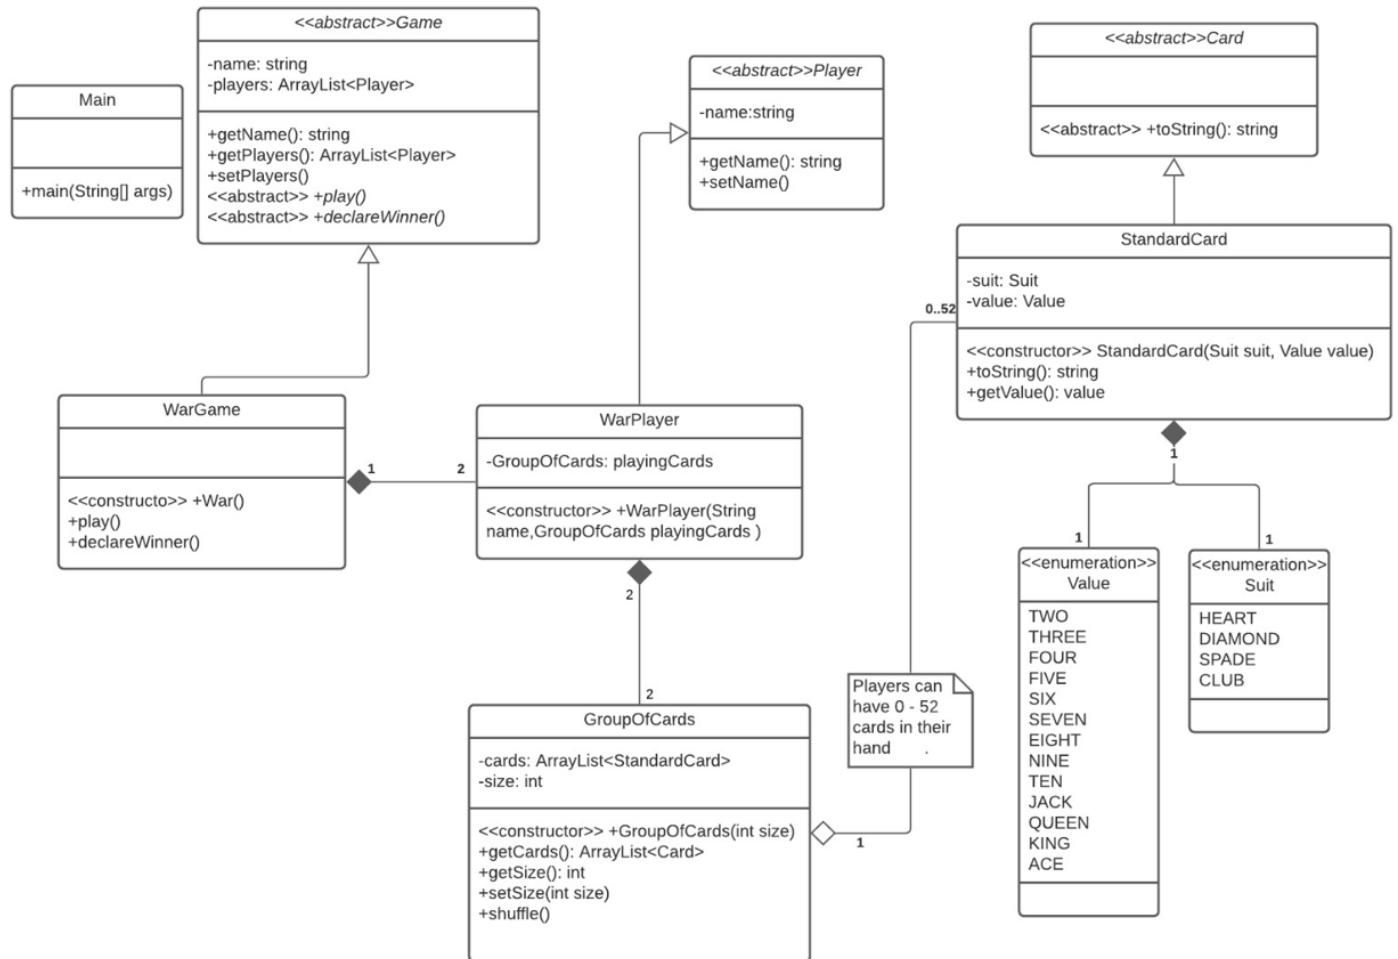 Main
+main(String[] args)
<<abstract>>Game
-name: string
-players: ArrayList<Player>
+getName(): string
+getPlayers(): ArrayList<Player>
+setPlayers()
<<abstract>> +play()
<<abstract>> +declareWinner()
<<abstract>>Player
-name:string
+getName(): string
+setName()
<<abstract>>Card
<<abstract>> +toString(): string
StandardCard
-suit: Suit
-value: Value
<<constructor>> StandardCard(Suit suit, Value value)
+toString(): string
+getValue(): value
0..52
WarGame
<<constructo>> +War()
+play()
+declareWinner()
1
2
WarPlayer
-GroupOfCards: playingCards
<<constructor>> +WarPlayer(String
name,GroupOfCards playingCards )
2
2
GroupOfCards
-cards: ArrayList<StandardCard>
-size: int
<<constructor>> +GroupOfCards(int size)
+getCards(): ArrayList<Card>
+getSize(): int
+setSize(int size)
+shuffle()
1
Players can
have 0 - 52
cards in their
hand .
1
1
<<enumeration>>
Value
TWO
THREE
FOUR
FIVE
SIX
SEVEN
EIGHT
NINE
TEN
JACK
QUEEN
KING
ACE
1
<<enumeration>>
Suit
HEART
DIAMOND
SPADE
CLUB